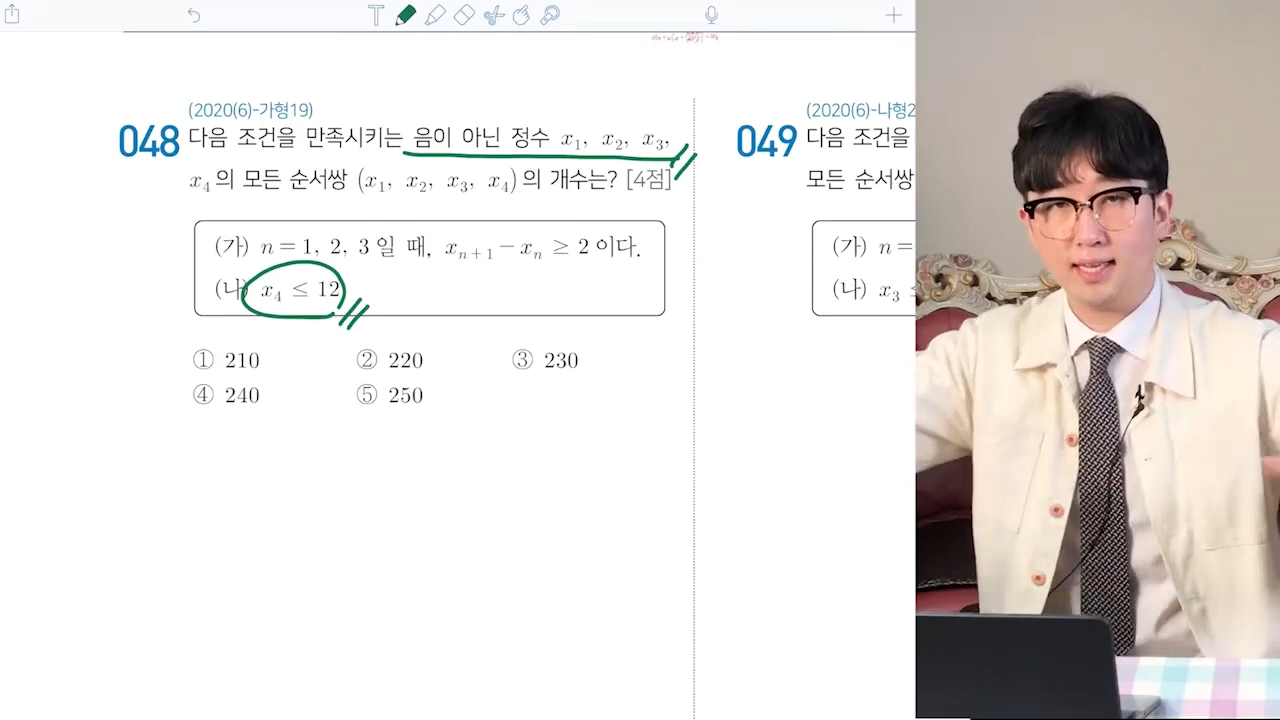 (2020(6)-가형19)
048 다음 조건을 만족시키는 음이 아닌 정수 x₁, x₂, x₃,
x₄의 모든 순서쌍 (x₁, x₂, x₃, x₄)의 개수는? [4점]
(가) n = 1, 2, 3일 때, xₙ₊₁ − xₙ ≥ 2이다.
(나) x₄ ≤ 12
① 210 ② 220 ③ 230
④ 240 ⑤ 250
(2020(6)-나형2
049 다음 조건을
모든 순서쌍
(가) n =
(나) x₃